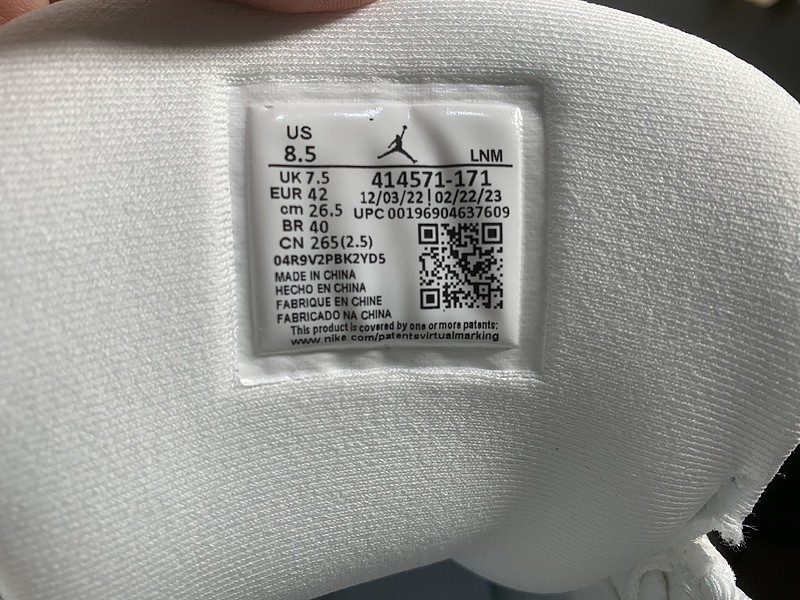 US
8.5
LNM
UK 7.5
414571-171
EUR 42
12/03/22 | 02/22/23
cm 26.5
UPC 00196904637609
BR 40
CN 265(2.5)
04R9V2PBK2YD5
MADE IN CHINA
HECHO EN CHINA
FABRIQUE EN CHINE
FABRICADO NA CHINA
This product is covered by one or more patents:
www.nike.com/patentsvirtualmarking